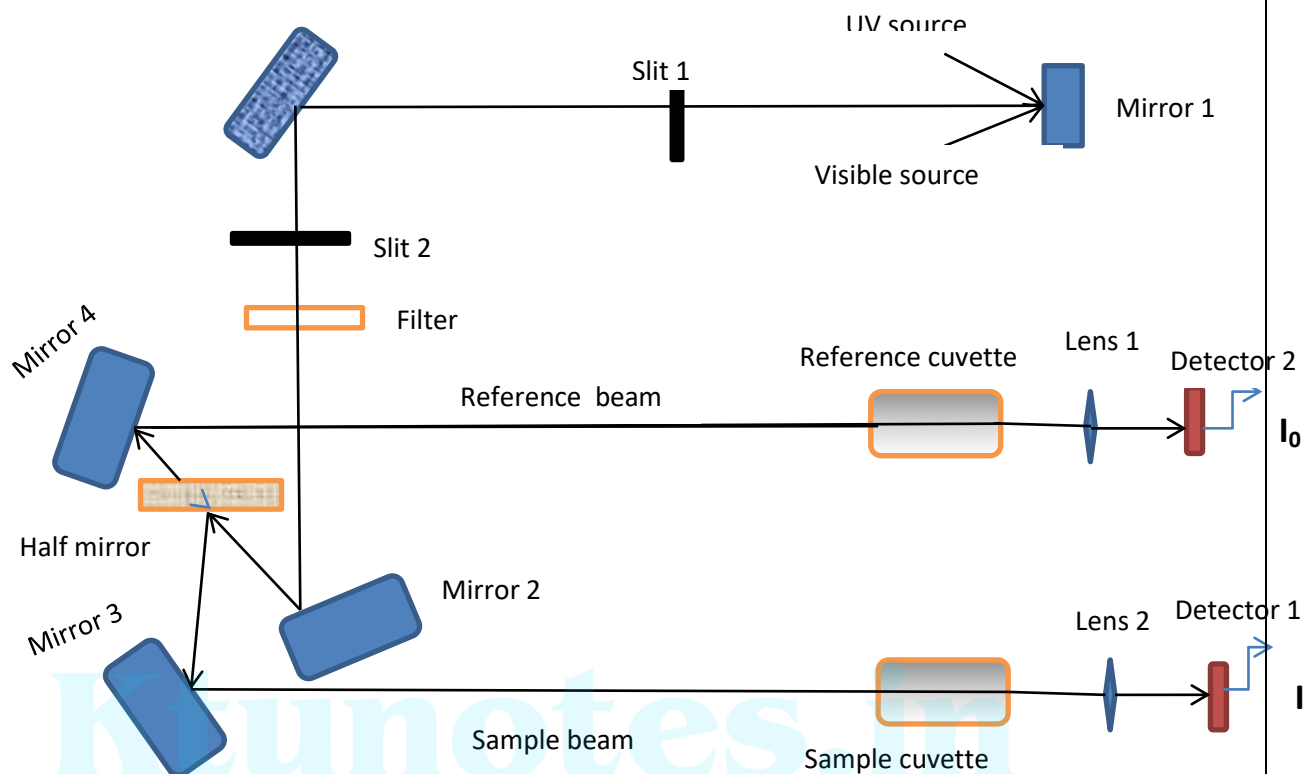 UV source
Slit 1
Mirror 1
Visible source
Slit 2
Filter
Mirror 4
Lens 1
Reference cuvette
Detector 2
Reference beam
I0
Half mirror
Mirror 2
Mirror 3
Lens 2
Detector 1
I
Sample beam
Sample cuvette
Ktunotes.in